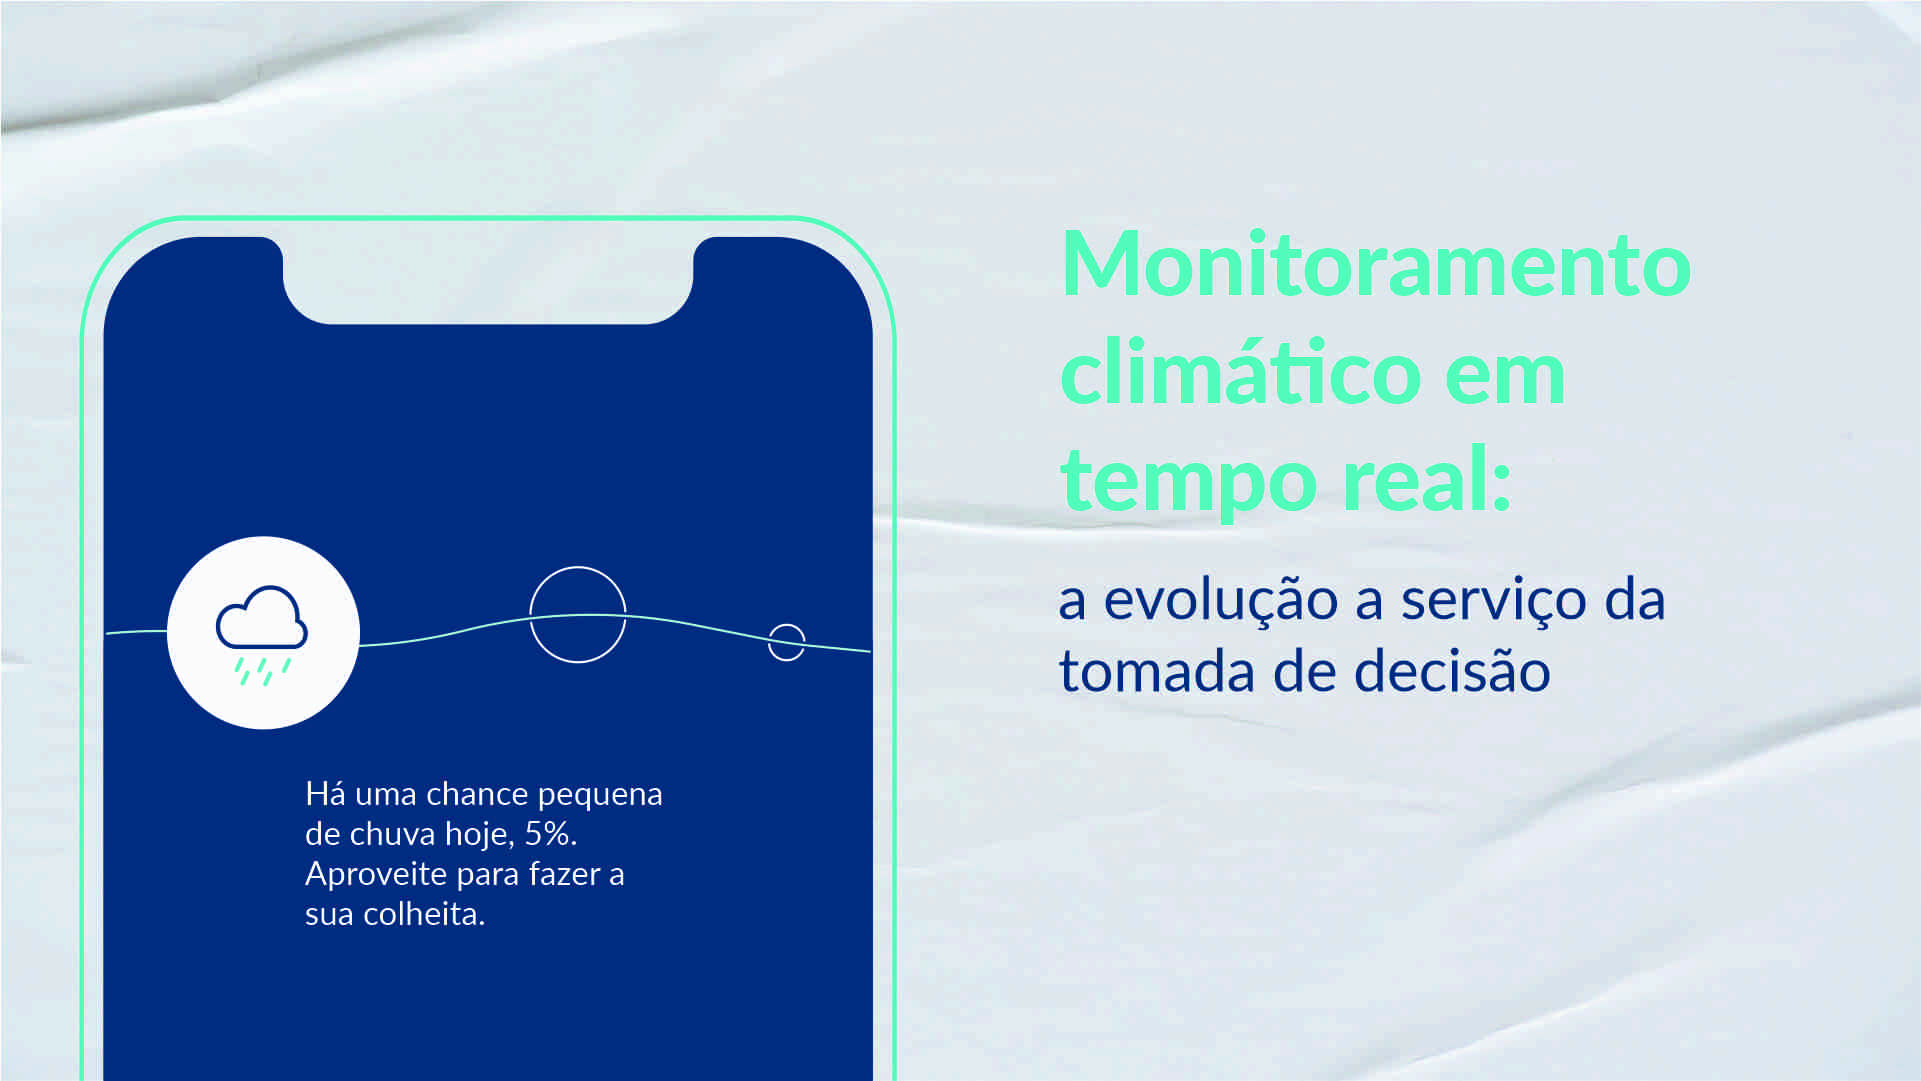 Monitoramento
climático em
tempo real:
a evolução a serviço da
tomada de decisão
Há uma chance pequena
de chuva hoje, 5%.
Aproveite para fazer a
sua colheita.